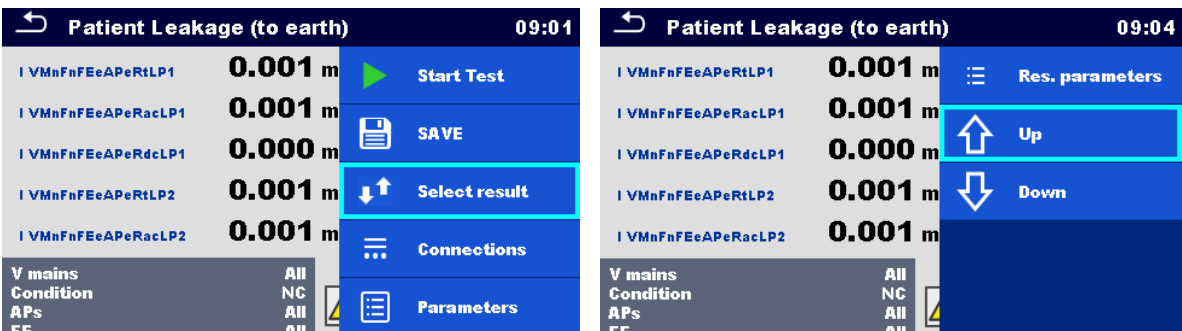 Patient Leakage (to earth) 09:01
I VMnFnFEeAPeRtLP1 0.001 m
I VMnFnFEeAPeRacLP1 0.001 m
I VMnFnFEeAPeRdcLP1 0.000 m
I VMnFnFEeAPeRtLP2 0.001 m
I VMnFnFEeAPeRacLP2 0.001 m
V mains All
Condition NC
APs All
Start Test
SAVE
Select result
Connections
Parameters
Patient Leakage (to earth) 09:04
I VMnFnFEeAPeRtLP1 0.001 m
I VMnFnFEeAPeRacLP1 0.001 m
I VMnFnFEeAPeRdcLP1 0.000 m
I VMnFnFEeAPeRtLP2 0.001 m
I VMnFnFEeAPeRacLP2 0.001 m
V mains All
Condition NC
APs All
Res. parameters
Up
Down